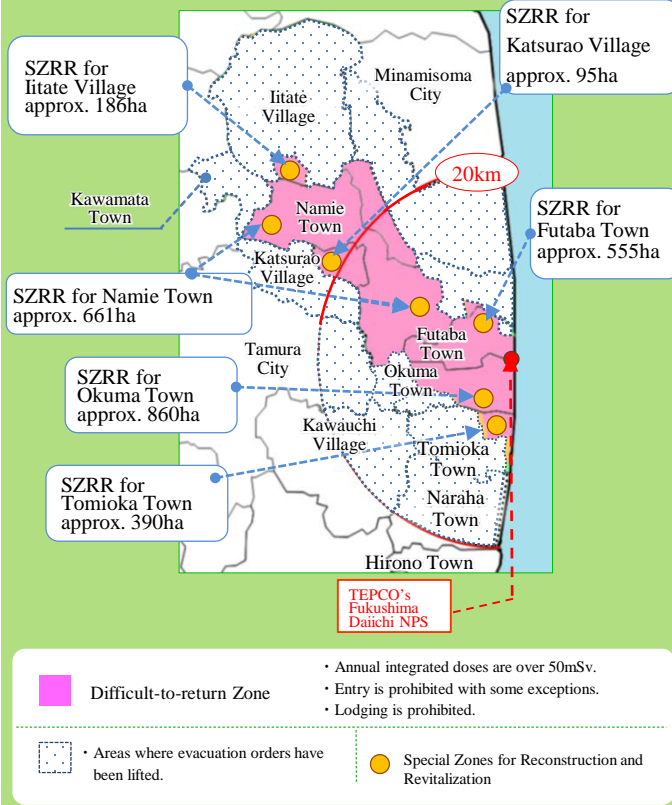 SZRR for
Katsurao Village
approx. 95ha
SZRR for
Iitate Village
approx. 186ha
Minamisoma
City
Iitate
Village
20km
Kawamata
Town
Namie
Town
SZRR for
Futaba Town
approx. 555ha
Katsurao
Village
SZRR for Namie Town
approx. 661ha
Futaba
Town
Tamura
City
Okuma
Town
SZRR for
Okuma Town
approx. 860ha
Kawauchi
Village
Tomioka
Town
SZRR for
Tomioka Town
approx. 390ha
Naraha
Town
Hirono Town
TEPCO's
Fukushima
Daiichi NPS
Difficult-to-return Zone
・Annual integrated doses are over 50mSv.
・Entry is prohibited with some exceptions.
・Lodging is prohibited.
・Areas where evacuation orders have
been lifted.
Special Zones for Reconstruction and
Revitalization